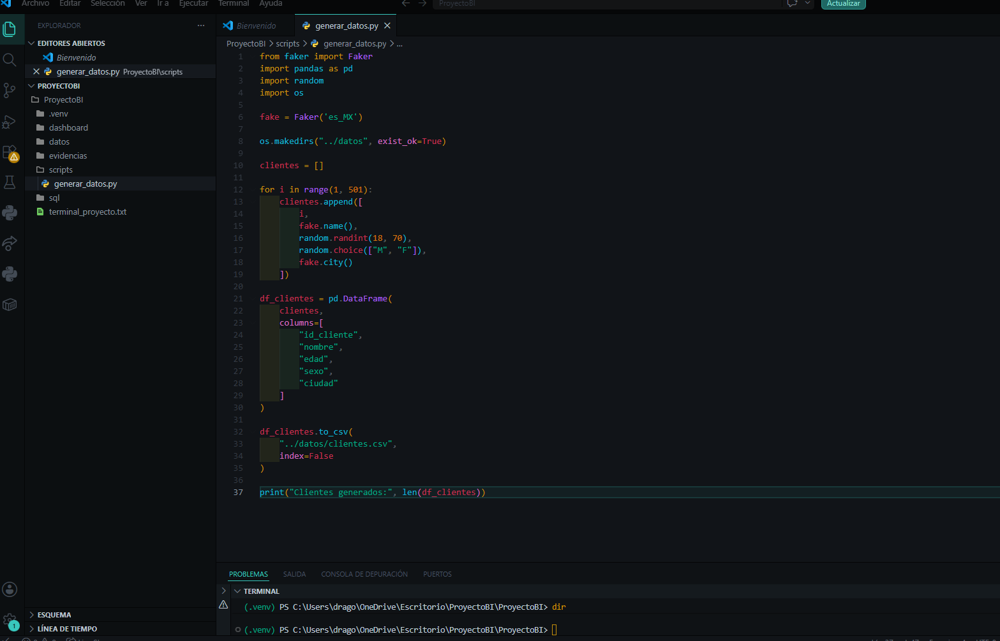 Archivo Editar Selección Ver Ir a Ejecutar Terminal Ayuda
ProyectoBI
Actualizar
EXPLORADOR
EDITORES ABIERTOS
Bienvenido
generar_datos.py ProyectoBI\scripts
PROYECTOBI
ProyectoBI
.venv
dashboard
datos
evidencias
scripts
generar_datos.py
sql
terminal_proyecto.txt
ESQUEMA
LÍNEA DE TIEMPO
1
Bienvenido
generar_datos.py
ProyectoBI > scripts > generar_datos.py > ...
1 from faker import Faker
2 import pandas as pd
3 import random
4 import os
5
6 fake = Faker('es_MX')
7
8 os.makedirs("../datos", exist_ok=True)
9
10 clientes = []
11
12 for i in range(1, 501):
13     clientes.append([
14         i,
15         fake.name(),
16         random.randint(18, 70),
17         random.choice(["M", "F"]),
18         fake.city()
19     ])
20
21 df_clientes = pd.DataFrame(
22     clientes,
23     columns=[
24         "id_cliente",
25         "nombre",
26         "edad",
27         "sexo",
28         "ciudad"
29     ]
30 )
31
32 df_clientes.to_csv(
33     "../datos/clientes.csv",
34     index=False
35 )
36
37 print("Clientes generados:", len(df_clientes))
PROBLEMAS SALIDA CONSOLA DE DEPURACIÓN PUERTOS
TERMINAL
(.venv) PS C:\Users\drago\OneDrive\Escritorio\ProyectoBI\ProyectoBI> dir
(.venv) PS C:\Users\drago\OneDrive\Escritorio\ProyectoBI\ProyectoBI>